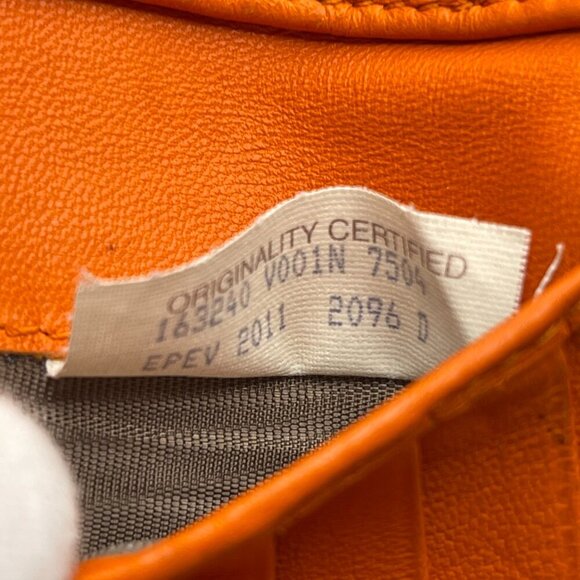 ORIGINALITY CERTIFIED
163240 V001N 7504
EPEV 2011 2096 D